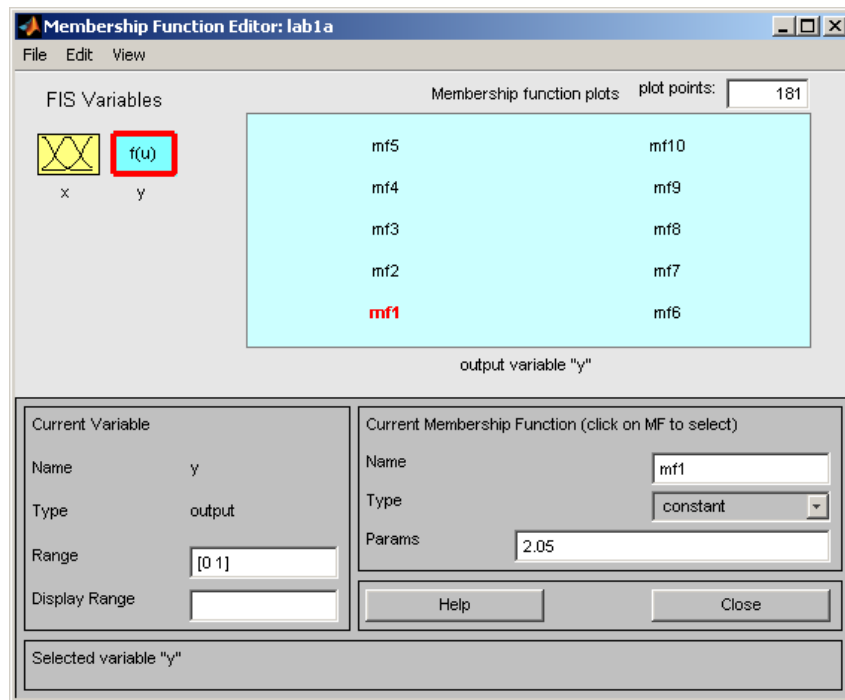 Membership Function Editor: lab1a
File Edit View
FIS Variables
Membership function plots
plot points:
181
f(u)
x
y
mf5
mf10
mf4
mf9
mf3
mf8
mf2
mf7
mf1
mf6
output variable "y"
Current Variable
Name y
Type output
Range [0 1]
Display Range
Current Membership Function (click on MF to select)
Name mf1
Type constant
Params 2.05
Help
Close
Selected variable "y"